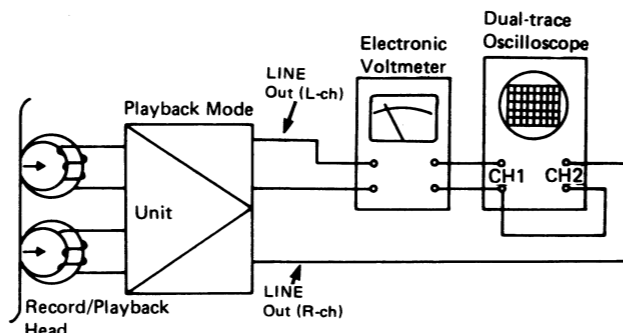 Dual-trace
Oscilloscope
Electronic
Voltmeter
LINE
Out (L-ch)
Playback Mode
Unit
CH1
CH2
Record/Playback
Head
LINE
Out (R-ch)